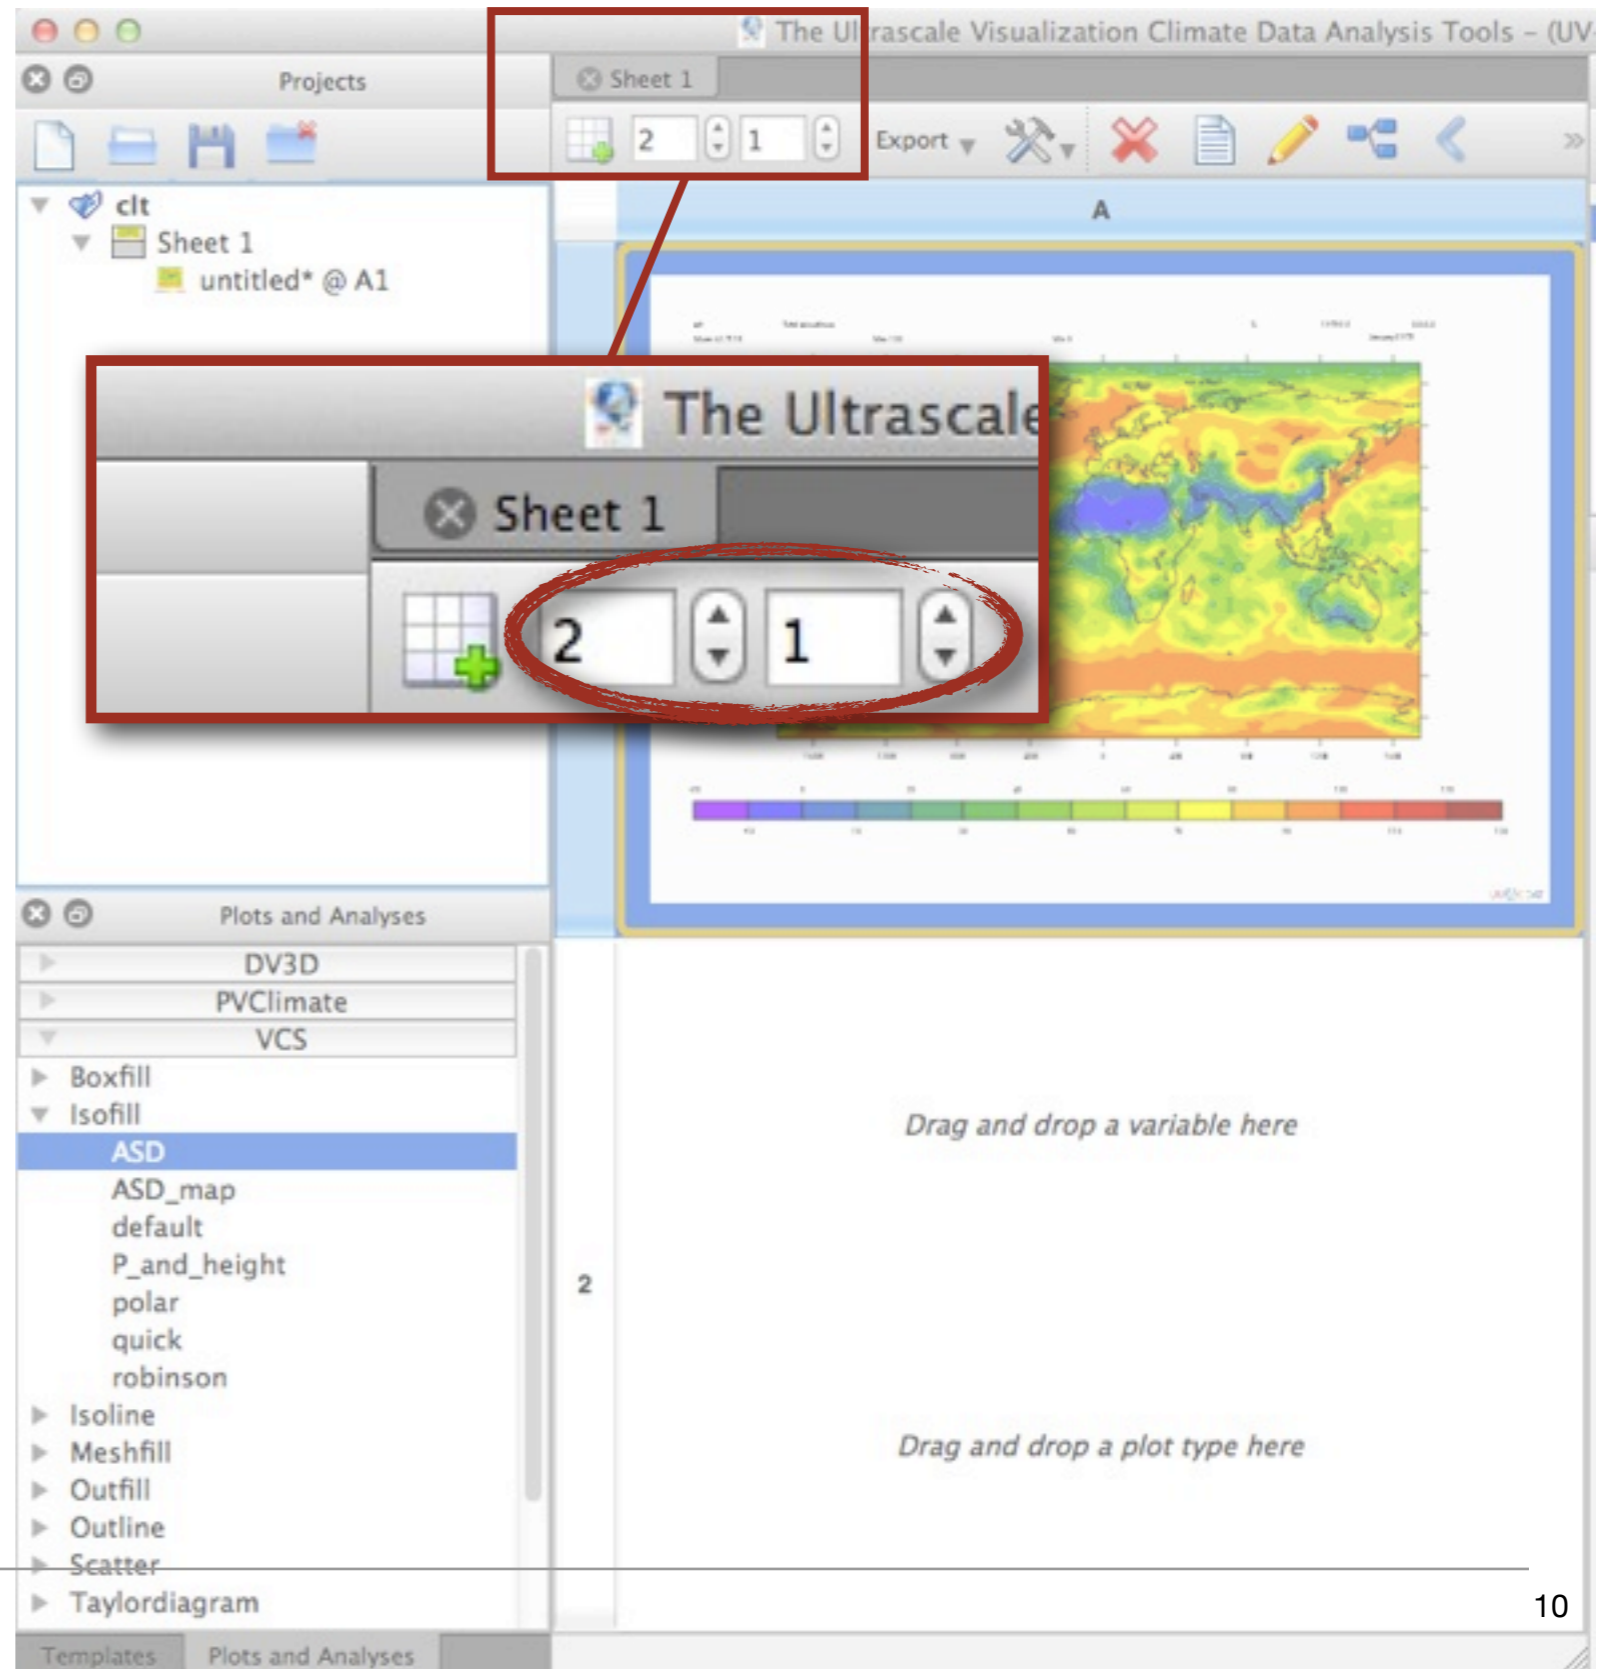 The Ultrascale Visualization Climate Data Analysis Tools – (UV-
Projects
Sheet 1
2 1 Export
clt
Sheet 1
untitled* @ A1
A
The Ultrascale
Sheet 1
2 1
Plots and Analyses
DV3D
PVClimate
VCS
Boxfill
Isofill
ASD
ASD_map
default
P_and_height
polar
quick
robinson
Isoline
Meshfill
Outfill
Outline
Scatter
Taylordiagram
Templates Plots and Analyses
2
Drag and drop a variable here
Drag and drop a plot type here
10